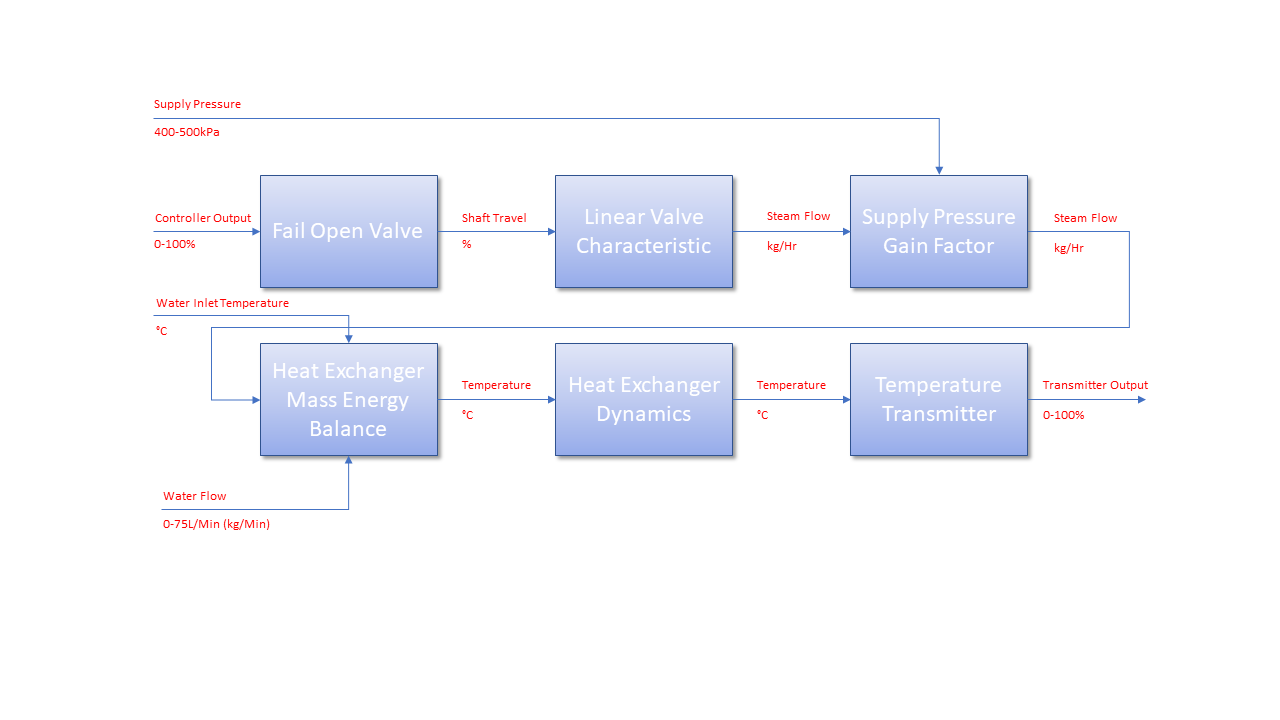 Supply Pressure
400-500kPa
Controller Output
0-100%
Fail Open Valve
Shaft Travel
%
Linear Valve
Characteristic
Steam Flow
kg/Hr
Supply Pressure
Gain Factor
Steam Flow
kg/Hr
Water Inlet Temperature
°C
Heat Exchanger
Mass Energy
Balance
Temperature
°C
Heat Exchanger
Dynamics
Temperature
°C
Temperature
Transmitter
Transmitter Output
0-100%
Water Flow
0-75L/Min (kg/Min)